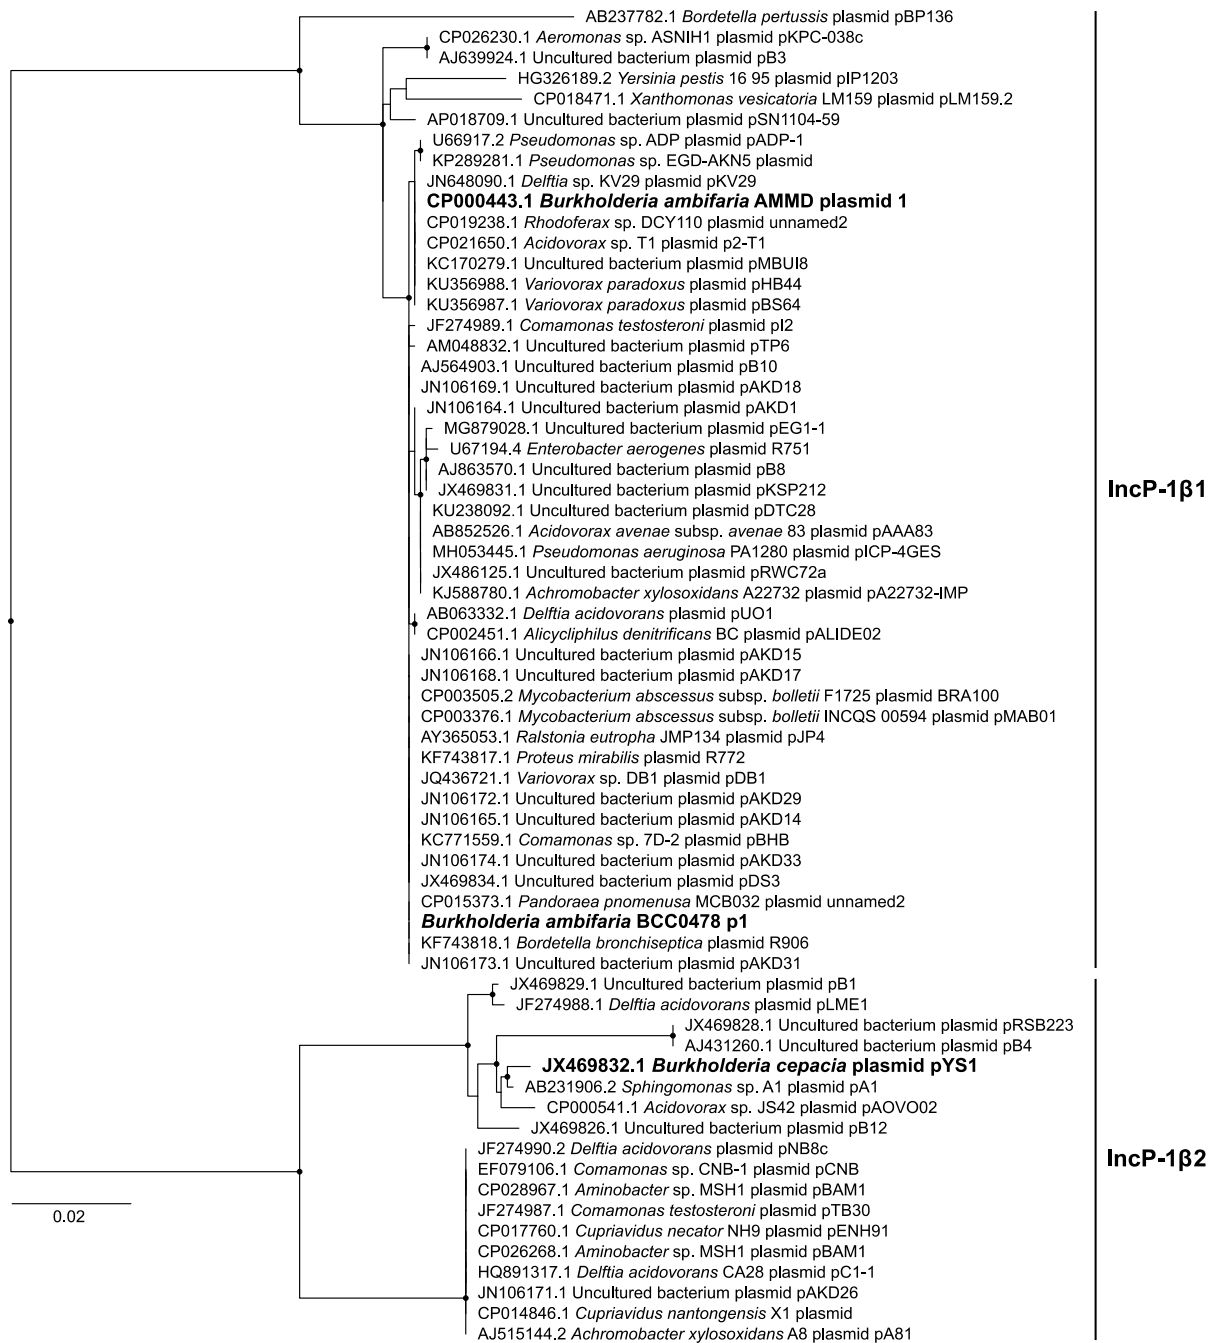 AB237782.1 Bordetella pertussis plasmid pBP136
CP026230.1 Aeromonas sp. ASNIH1 plasmid pKPC-038c
AJ639924.1 Uncultured bacterium plasmid pB3
HG326189.2 Yersinia pestis 16 95 plasmid pIP1203
CP018471.1 Xanthomonas vesicatoria LM159 plasmid pLM159.2
AP018709.1 Uncultured bacterium plasmid pSN1104-59
U66917.2 Pseudomonas sp. ADP plasmid pADP-1
KP289281.1 Pseudomonas sp. EGD-AKN5 plasmid
JN648090.1 Delftia sp. KV29 plasmid pKV29
CP000443.1 Burkholderia ambifaria AMMD plasmid 1
CP019238.1 Rhodoferax sp. DCY110 plasmid unnamed2
CP021650.1 Acidovorax sp. T1 plasmid p2-T1
KC170279.1 Uncultured bacterium plasmid pMBUI8
KU356988.1 Variovorax paradoxus plasmid pHB44
KU356987.1 Variovorax paradoxus plasmid pBS64
JF274989.1 Comamonas testosteroni plasmid pI2
AM048832.1 Uncultured bacterium plasmid pTP6
AJ564903.1 Uncultured bacterium plasmid pB10
JN106169.1 Uncultured bacterium plasmid pAKD18
JN106164.1 Uncultured bacterium plasmid pAKD1
MG879028.1 Uncultured bacterium plasmid pEG1-1
U67194.4 Enterobacter aerogenes plasmid R751
AJ863570.1 Uncultured bacterium plasmid pB8
JX469831.1 Uncultured bacterium plasmid pKSP212
IncP-1β1
KU238092.1 Uncultured bacterium plasmid pDTC28
AB852526.1 Acidovorax avenae subsp. avenae 83 plasmid pAAA83
MH053445.1 Pseudomonas aeruginosa PA1280 plasmid pICP-4GES
JX486125.1 Uncultured bacterium plasmid pRWC72a
KJ588780.1 Achromobacter xylosoxidans A22732 plasmid pA22732-IMP
AB063332.1 Delftia acidovorans plasmid pUO1
CP002451.1 Alicycliphilus denitrificans BC plasmid pALIDE02
JN106166.1 Uncultured bacterium plasmid pAKD15
JN106168.1 Uncultured bacterium plasmid pAKD17
CP003505.2 Mycobacterium abscessus subsp. bolletii F1725 plasmid BRA100
CP003376.1 Mycobacterium abscessus subsp. bolletii INCQS 00594 plasmid pMAB01
AY365053.1 Ralstonia eutropha JMP134 plasmid pJP4
KF743817.1 Proteus mirabilis plasmid R772
JQ436721.1 Variovorax sp. DB1 plasmid pDB1
JN106172.1 Uncultured bacterium plasmid pAKD29
JN106165.1 Uncultured bacterium plasmid pAKD14
KC771559.1 Comamonas sp. 7D-2 plasmid pBHB
JN106174.1 Uncultured bacterium plasmid pAKD33
JX469834.1 Uncultured bacterium plasmid pDS3
CP015373.1 Pandoraea pnomenusa MCB032 plasmid unnamed2
Burkholderia ambifaria BCC0478 p1
KF743818.1 Bordetella bronchiseptica plasmid R906
JN106173.1 Uncultured bacterium plasmid pAKD31
JX469829.1 Uncultured bacterium plasmid pB1
JF274988.1 Delftia acidovorans plasmid pLME1
JX469828.1 Uncultured bacterium plasmid pRSB223
AJ431260.1 Uncultured bacterium plasmid pB4
JX469832.1 Burkholderia cepacia plasmid pYS1
AB231906.2 Sphingomonas sp. A1 plasmid pA1
CP000541.1 Acidovorax sp. JS42 plasmid pAOVO02
JX469826.1 Uncultured bacterium plasmid pB12
JF274990.2 Delftia acidovorans plasmid pNB8c
IncP-1β2
EF079106.1 Comamonas sp. CNB-1 plasmid pCNB
CP028967.1 Aminobacter sp. MSH1 plasmid pBAM1
JF274987.1 Comamonas testosteroni plasmid pTB30
0.02
CP017760.1 Cupriavidus necator NH9 plasmid pENH91
CP026268.1 Aminobacter sp. MSH1 plasmid pBAM1
HQ891317.1 Delftia acidovorans CA28 plasmid pC1-1
JN106171.1 Uncultured bacterium plasmid pAKD26
CP014846.1 Cupriavidus nantongensis X1 plasmid
AJ515144.2 Achromobacter xylosoxidans A8 plasmid pA81